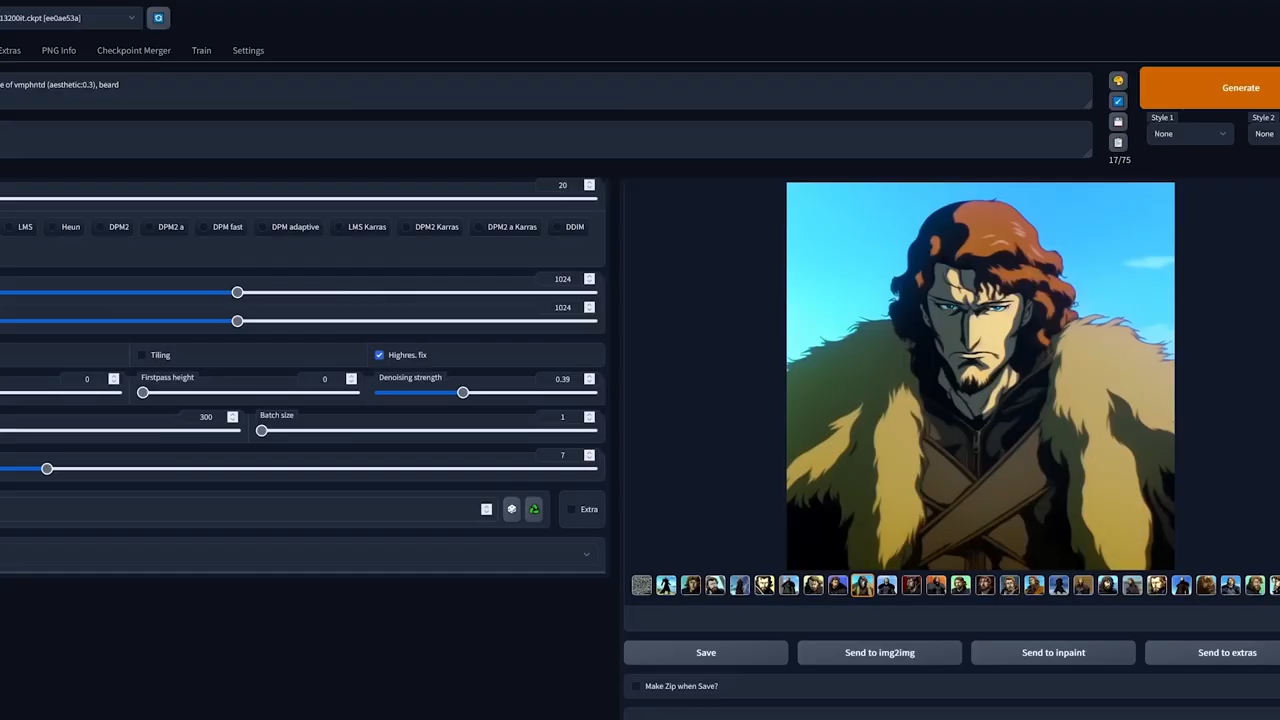 13200it.ckpt [ee0ae53a]
Extras PNG Info Checkpoint Merger Train Settings
e of vmphntd (aesthetic:0.3), beard
Generate
Style 1 Style 2
None None
17/75
20
LMS Heun DPM2 DPM2 a DPM fast DPM adaptive LMS Karras DPM2 Karras DPM2 a Karras DDIM
1024
1024
Tiling Highres. fix
0 Firstpass height 0 Denoising strength 0.39
300 Batch size 1
7
Extra
Save Send to img2img Send to inpaint Send to extras
Make Zip when Save?